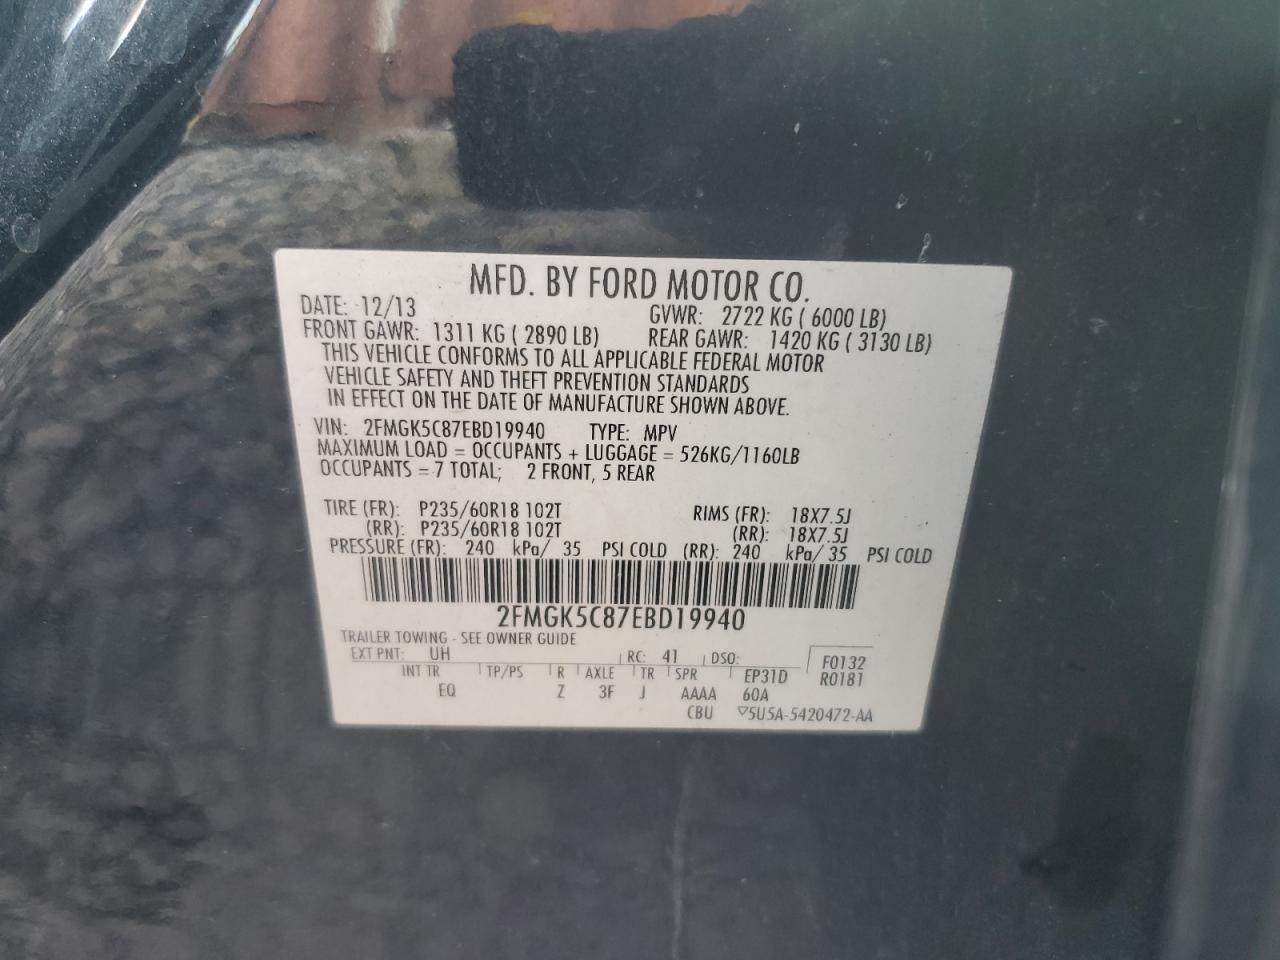 MFD. BY FORD MOTOR CO.
DATE: 12/13 GVWR: 2722 KG ( 6000 LB)
FRONT GAWR: 1311 KG ( 2890 LB) REAR GAWR: 1420 KG ( 3130 LB)
THIS VEHICLE CONFORMS TO ALL APPLICABLE FEDERAL MOTOR
VEHICLE SAFETY AND THEFT PREVENTION STANDARDS
IN EFFECT ON THE DATE OF MANUFACTURE SHOWN ABOVE.
VIN: 2FMGK5C87EBD19940 TYPE: MPV
MAXIMUM LOAD = OCCUPANTS + LUGGAGE = 526KG/1160LB
OCCUPANTS = 7 TOTAL; 2 FRONT, 5 REAR
TIRE (FR): P235/60R18 102T RIMS (FR): 18X7.5J
(RR): P235/60R18 102T (RR): 18X7.5J
PRESSURE (FR): 240 kPa/ 35 PSI COLD (RR): 240 kPa/ 35 PSI COLD
2FMGK5C87EBD19940
TRAILER TOWING - SEE OWNER GUIDE
EXT PNT: UH RC: 41 DSO: F0132
INT TR TP/PS R AXLE TR SPR EP31D R0181
EQ Z 3F J AAAA 60A
CBU ▽5U5A-5420472-AA